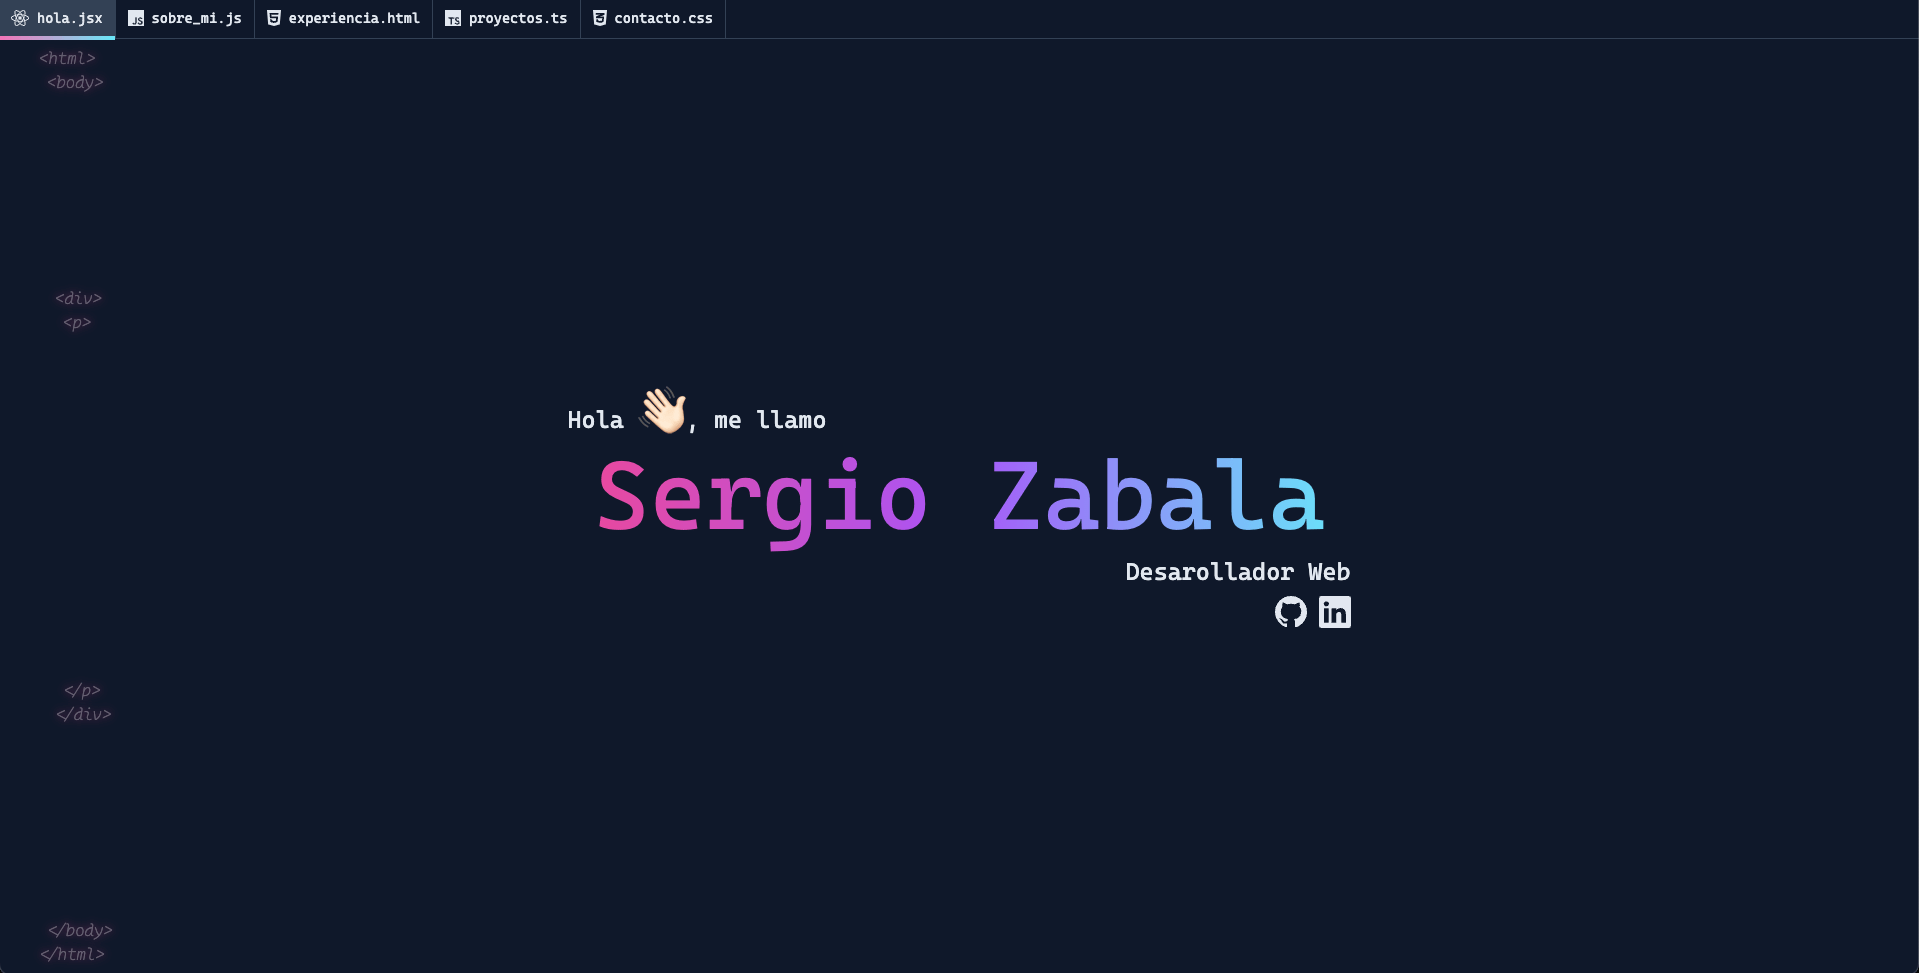 hola.jsx
JS sobre_mi.js
experiencia.html
TS proyectos.ts
contacto.css
<html>
<body>
<div>
<p>
Hola 👋🏻, me llamo
Sergio Zabala
Desarollador Web
in
</p>
</div>
</body>
</html>